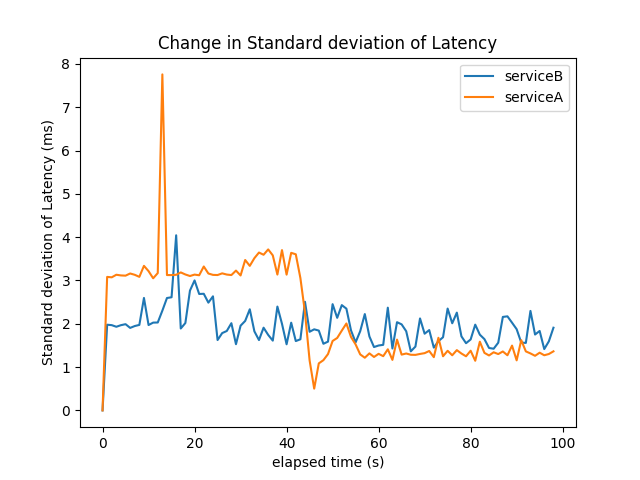 Change in Standard deviation of Latency
serviceB
serviceA
Standard deviation of Latency (ms)
8
7
6
5
4
3
2
1
0
0 20 40 60 80 100
elapsed time (s)